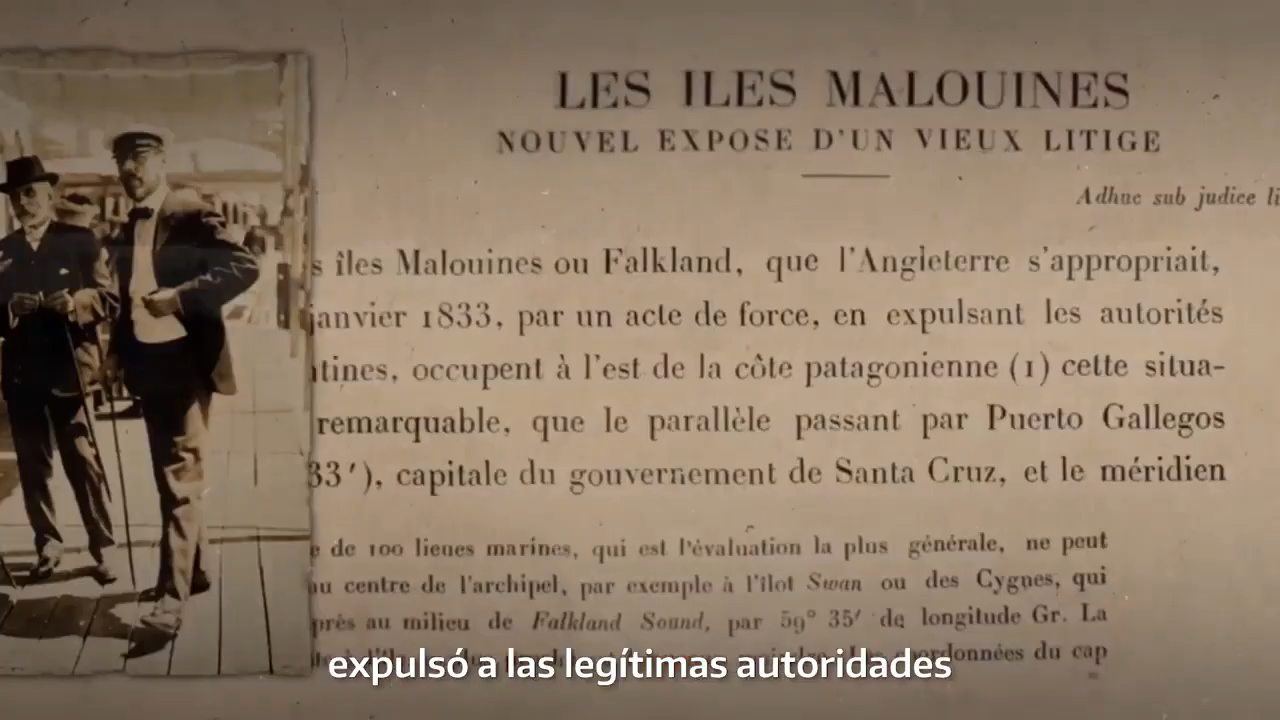 LES ILES MALOUINES
NOUVEL EXPOSE D'UN VIEUX LITIGE
Adhuc sub judice
îles Malouines ou Falkland, que l'Angleterre s'appropriait,
janvier 1833, par un acte de force, en expulsant les autorités
tines, occupent à l'est de la côte patagonienne (1) cette situa-
remarquable, que le parallèle passant par Puerto Gallegos
33'), capitale du gouvernement de Santa Cruz, et le méridien
de 100 lieues marines, qui est l'évaluation la plus générale, ne peut
au centre de l'archipel, par exemple à l'îlot Swan ou des Cygnes, qui
près au milieu de Falkland Sound, par 59° 35' de longitude Gr. La
du cap
expulsó a las legítimas autoridades